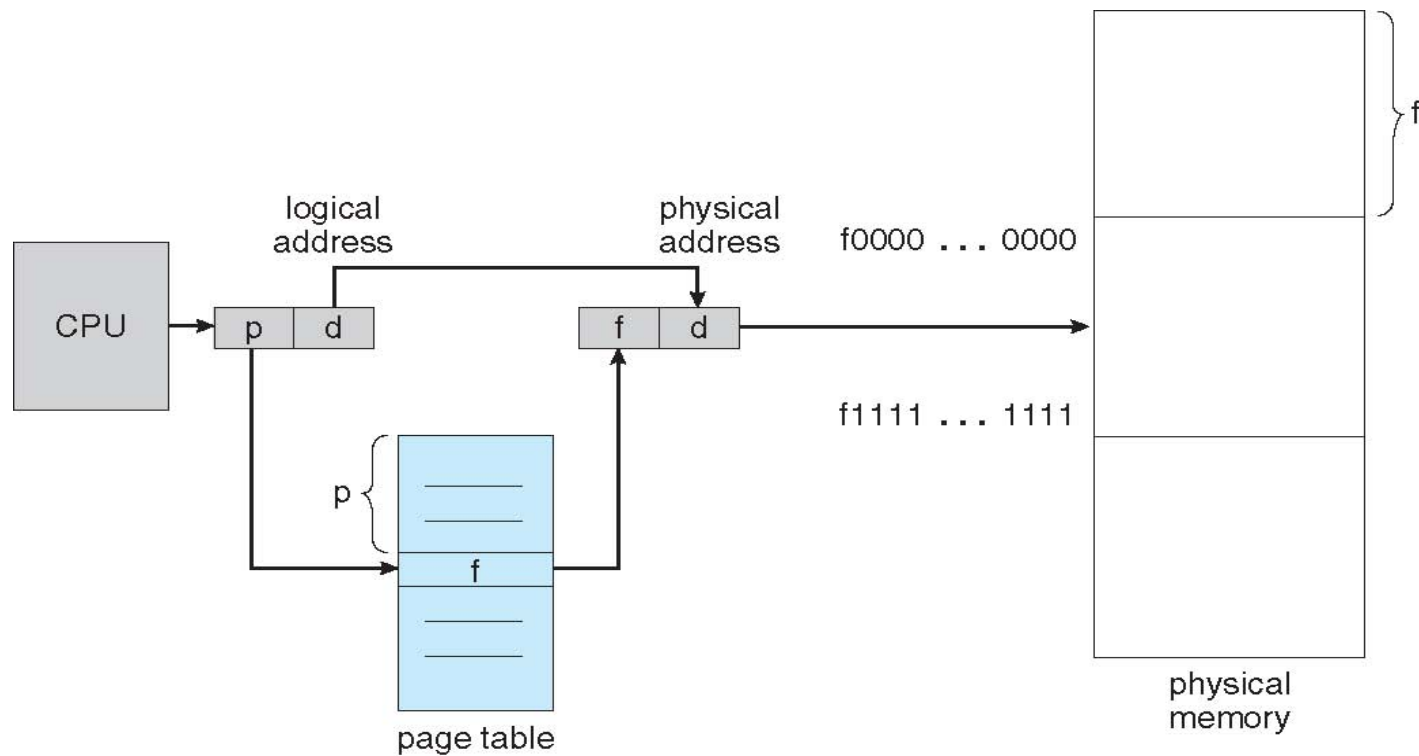 f
logical
address
physical
address
f0000 ... 0000
CPU
p d
f d
f1111 ... 1111
p
f
page table
physical
memory